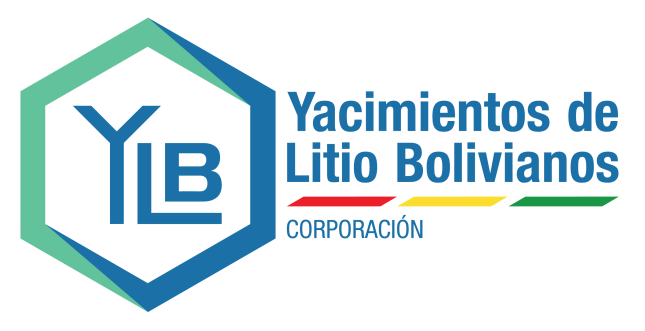 YLB
Yacimientos de
Litio Bolivianos
CORPORACIÓN